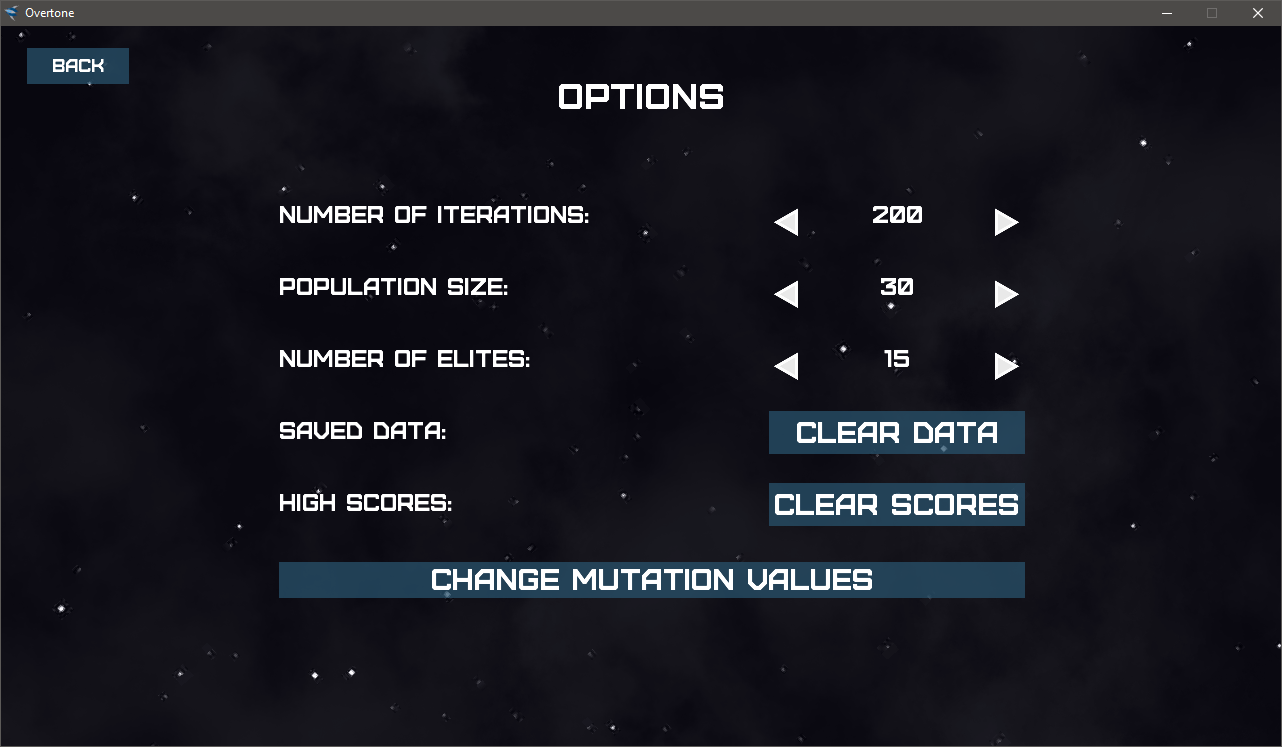 Overtone
BACK
OPTIONS
NUMBER OF ITERATIONS: 200
POPULATION SIZE: 30
NUMBER OF ELITES: 15
SAVED DATA: CLEAR DATA
HIGH SCORES: CLEAR SCORES
CHANGE MUTATION VALUES